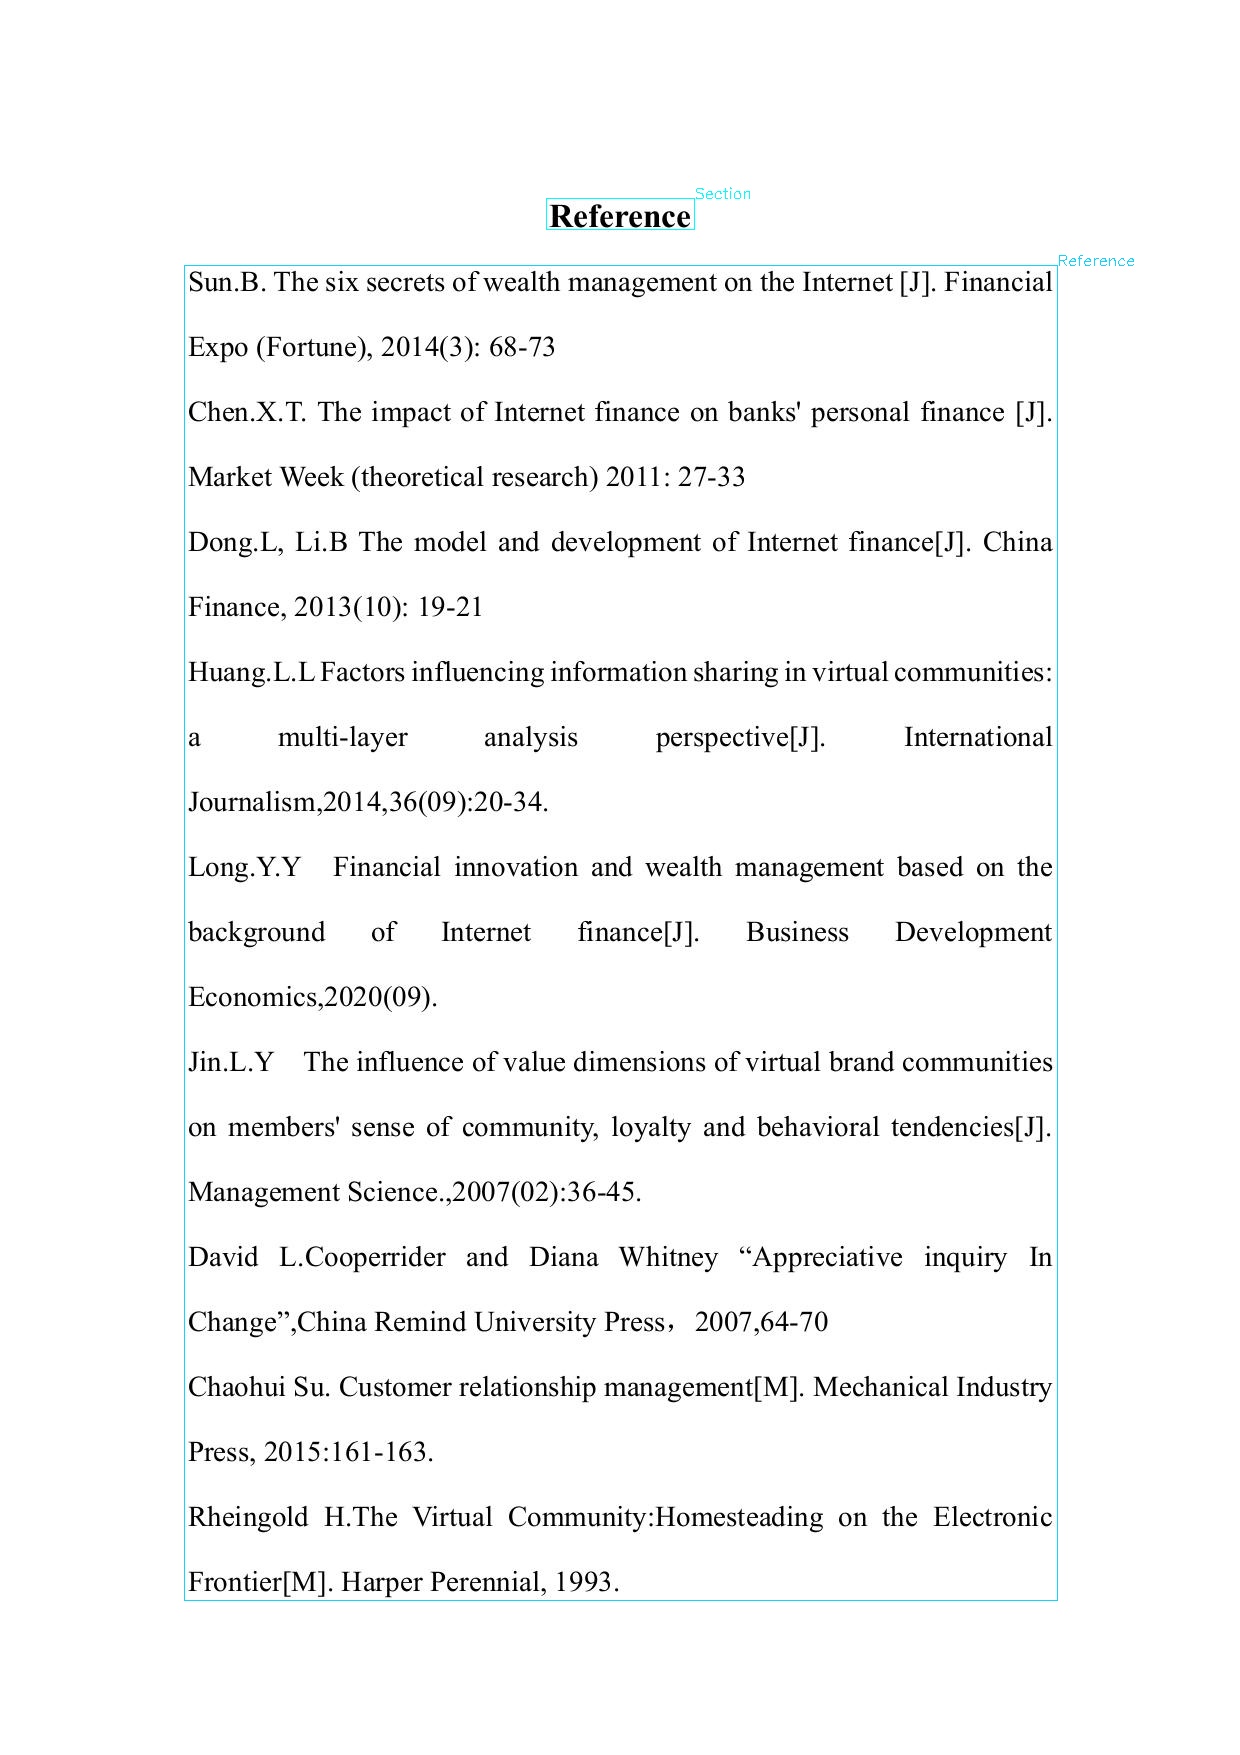 Section
Reference
Reference
Sun.B. The six secrets of wealth management on the Internet [J]. Financial
Expo (Fortune), 2014(3): 68-73
Chen.X.T. The impact of Internet finance on banks' personal finance [J].
Market Week (theoretical research) 2011: 27-33
Dong.L, Li.B The model and development of Internet finance[J]. China
Finance, 2013(10): 19-21
Huang.L.L Factors influencing information sharing in virtual communities:
a multi-layer analysis perspective[J]. International
Journalism,2014,36(09):20-34.
Long.Y.Y Financial innovation and wealth management based on the
background of Internet finance[J]. Business Development
Economics,2020(09).
Jin.L.Y The influence of value dimensions of virtual brand communities
on members' sense of community, loyalty and behavioral tendencies[J].
Management Science.,2007(02):36-45.
David L.Cooperrider and Diana Whitney “Appreciative inquiry In
Change”,China Remind University Press，2007,64-70
Chaohui Su. Customer relationship management[M]. Mechanical Industry
Press, 2015:161-163.
Rheingold H.The Virtual Community:Homesteading on the Electronic
Frontier[M]. Harper Perennial, 1993.